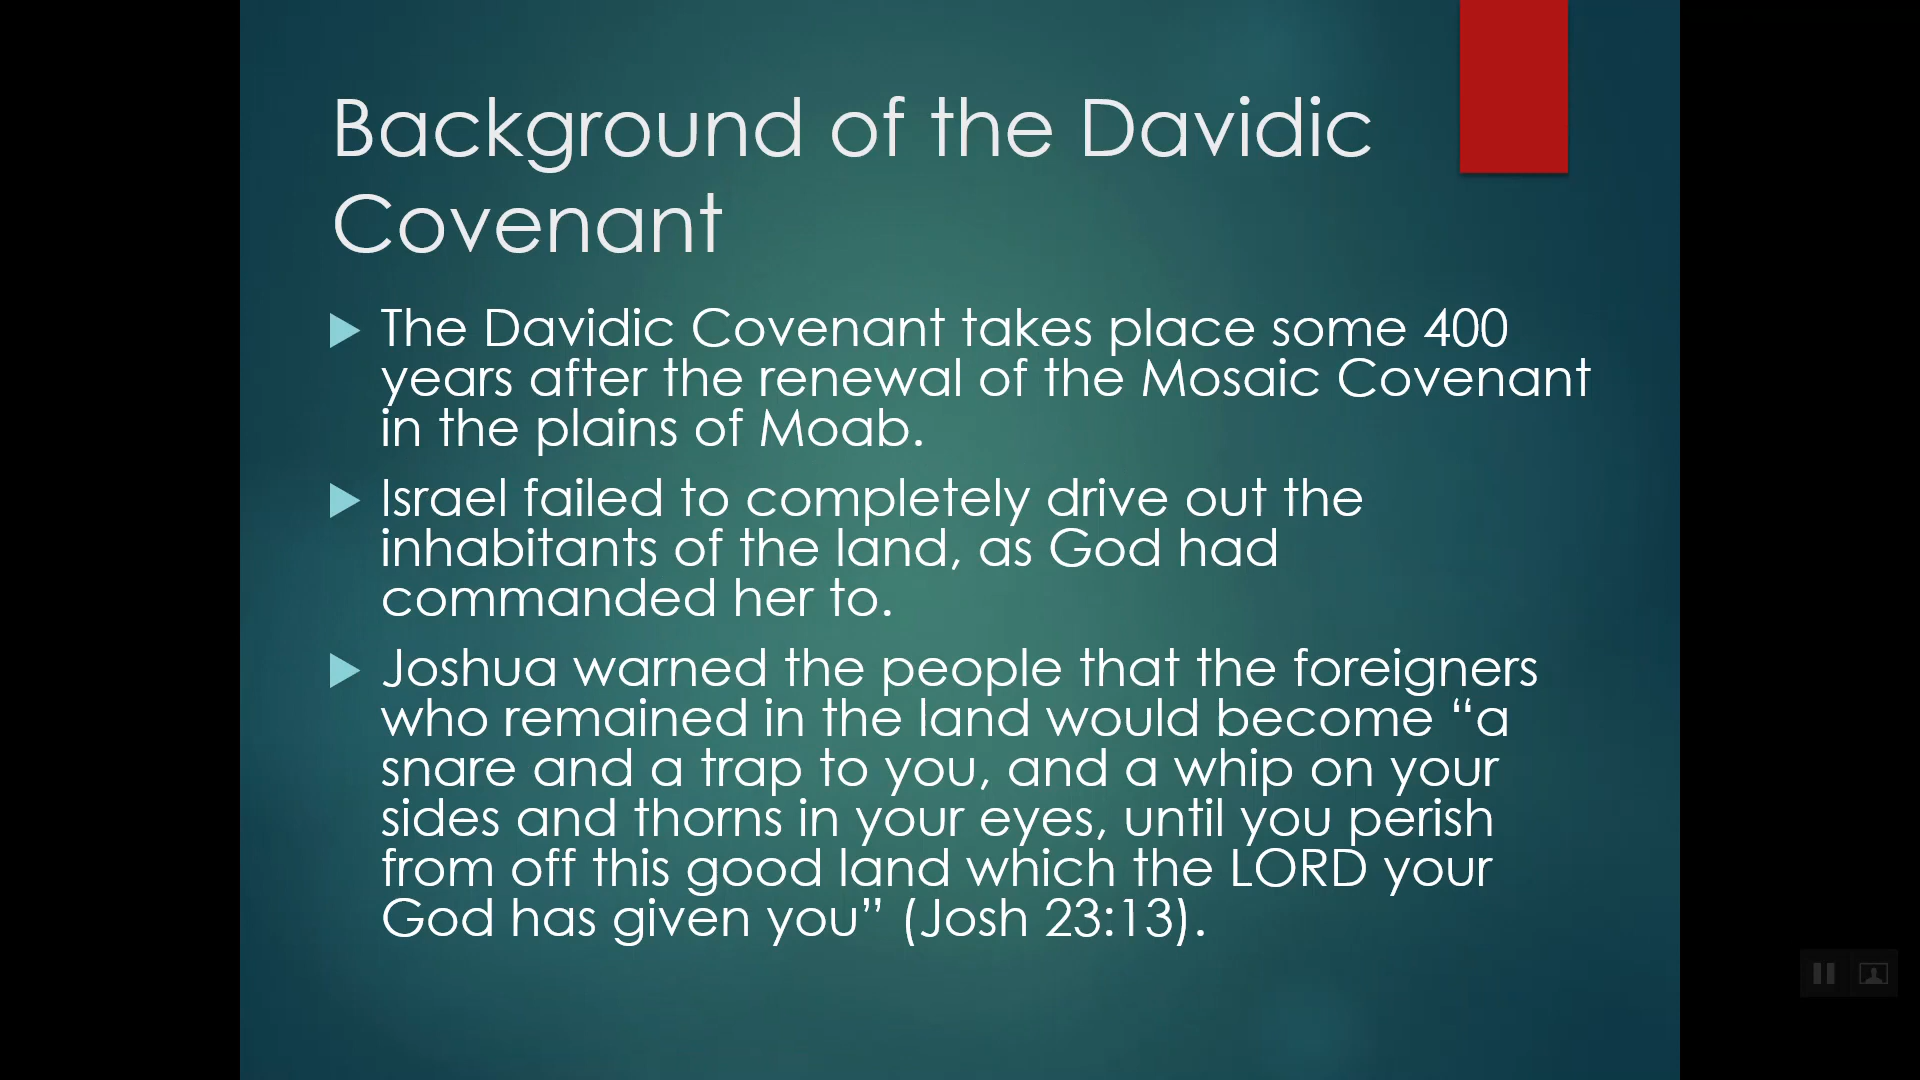 Background of the Davidic
Covenant
The Davidic Covenant takes place some 400
years after the renewal of the Mosaic Covenant
in the plains of Moab.
Israel failed to completely drive out the
inhabitants of the land, as God had
commanded her to.
Joshua warned the people that the foreigners
who remained in the land would become “a
snare and a trap to you, and a whip on your
sides and thorns in your eyes, until you perish
from off this good land which the LORD your
God has given you” (Josh 23:13).